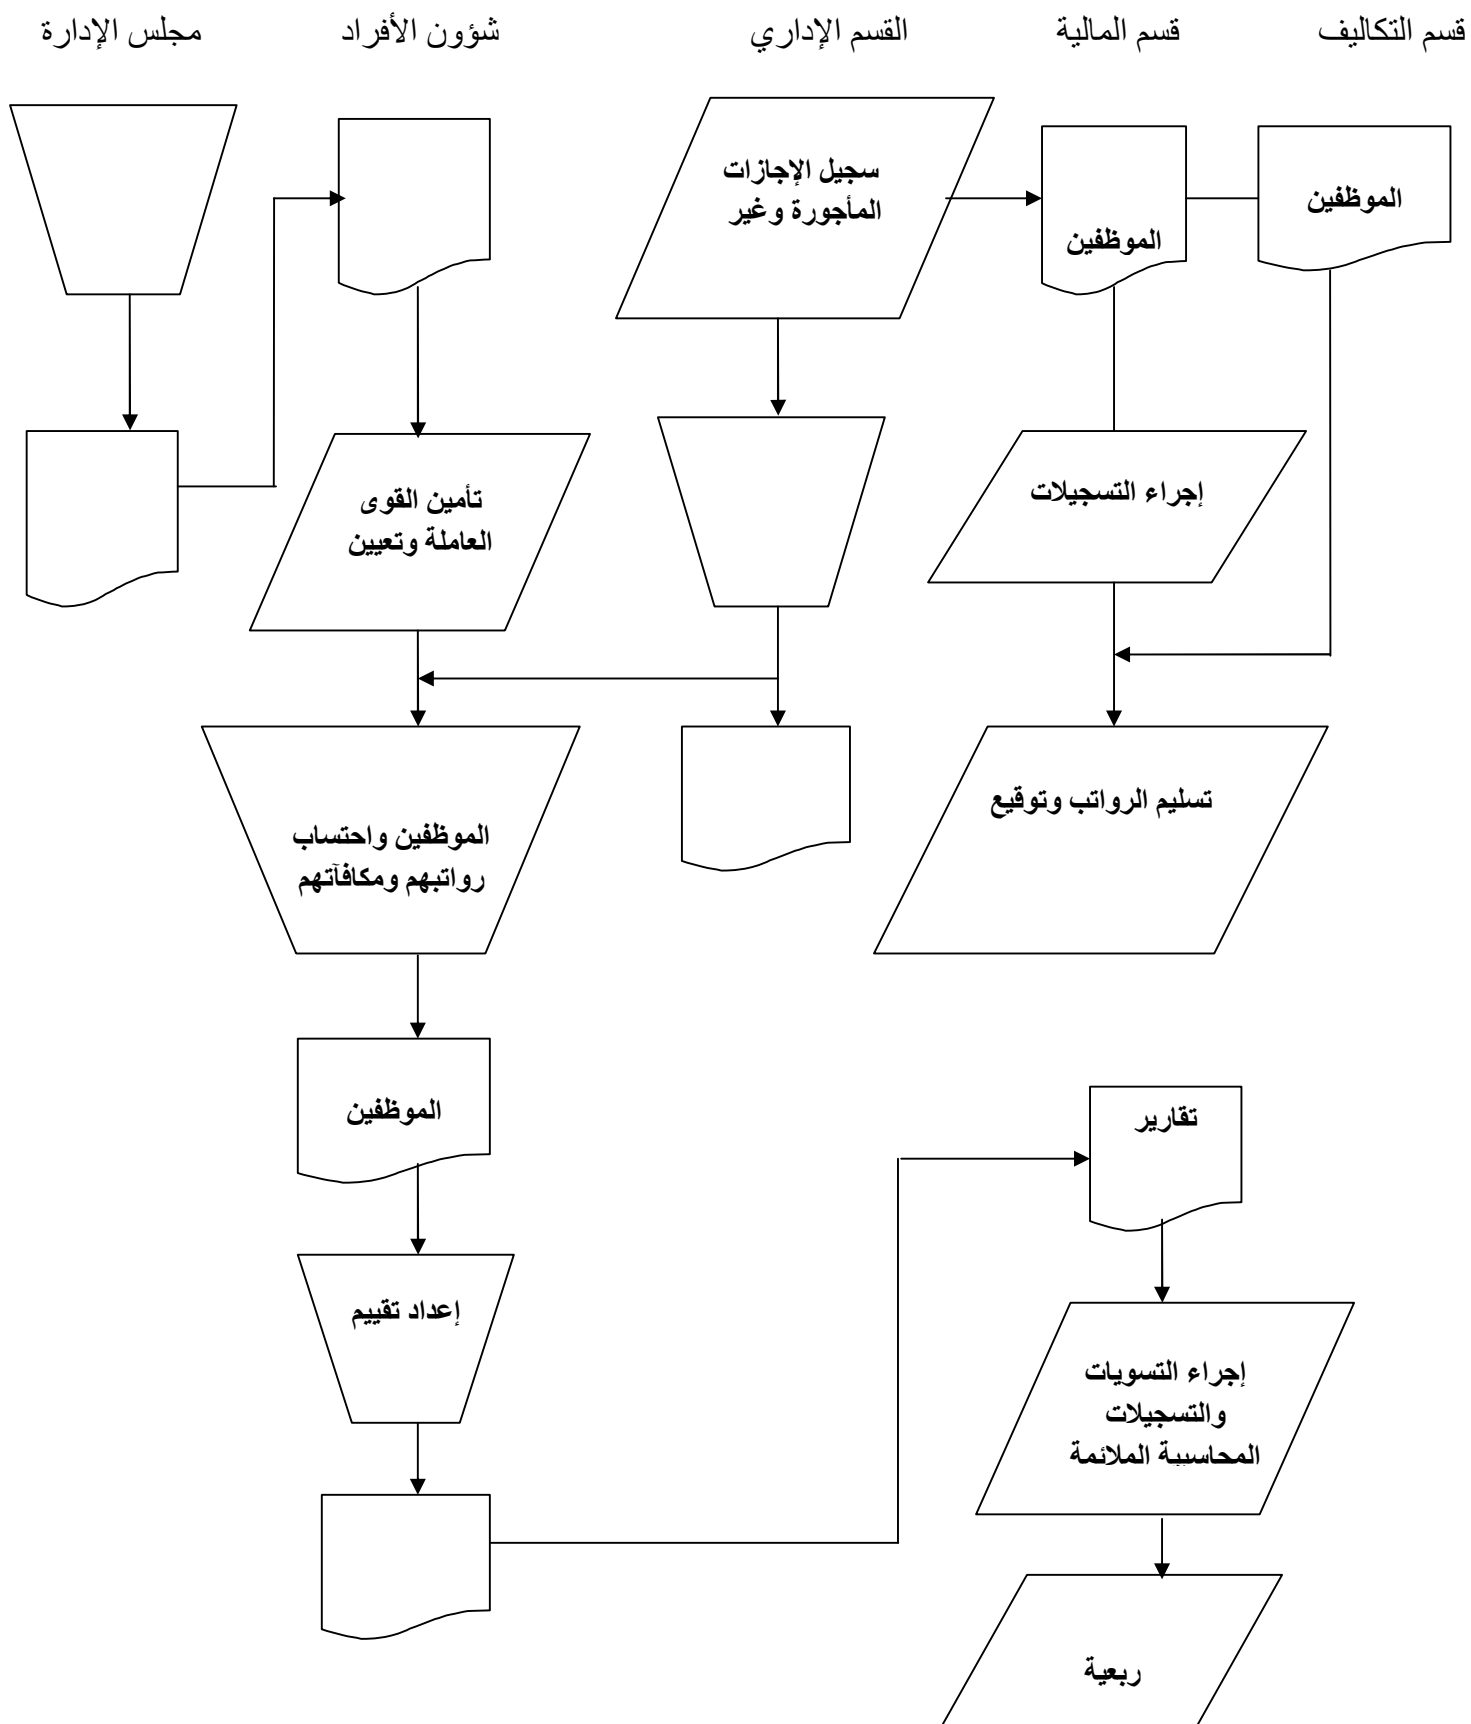 قسم التكاليف
قسم المالية
القسم الإداري
شؤون الأفراد
مجلس الإدارة
الموظفين
الموظفين
سجيل الإجازات
المأجورة وغير
إجراء التسجيلات
تأمين القوى
العاملة وتعيين
تسليم الرواتب وتوقيع
الموظفين واحتساب
رواتبهم ومكافآتهم
الموظفين
تقارير
إعداد تقييم
إجراء التسويات
والتسجيلات
المحاسبية الملائمة
ربعية